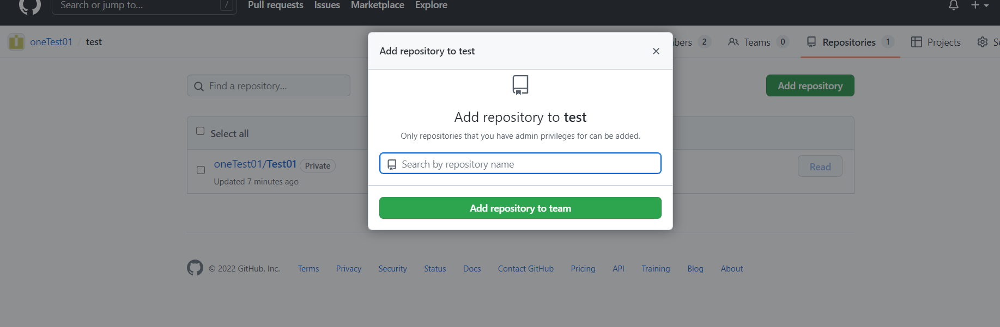 Search or jump to... /
Pull requests Issues Marketplace Explore
oneTest01 / test
2 Teams 0 Repositories 1 Projects
Find a repository...
Add repository
Select all
oneTest01/Test01 Private
Updated 7 minutes ago
Read
Add repository to test
Add repository to test
Only repositories that you have admin privileges for can be added.
Search by repository name
Add repository to team
© 2022 GitHub, Inc. Terms Privacy Security Status Docs Contact GitHub Pricing API Training Blog About